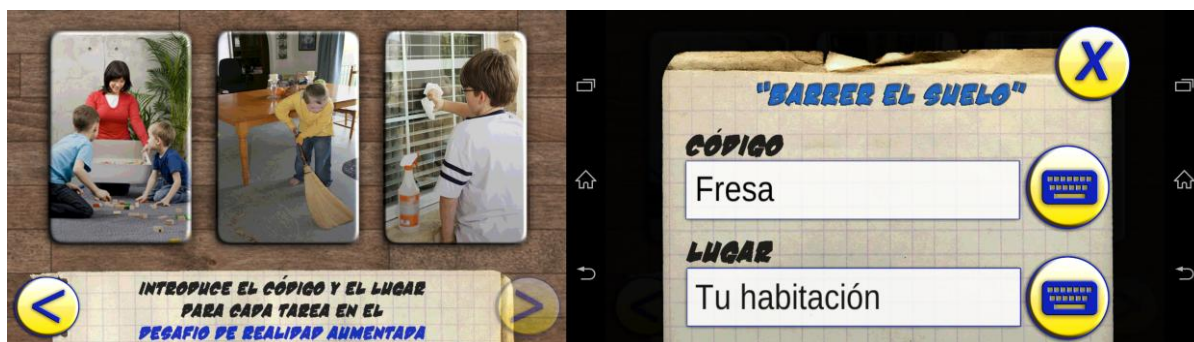 INTRODUCE EL CÓDIGO Y EL LUGAR
PARA CADA TAREA EN EL
DESAFIO DE REALIDAD AUMENTADA
X
"BARRER EL SUELO"
CÓDIGO
Fresa
LUGAR
Tu habitación